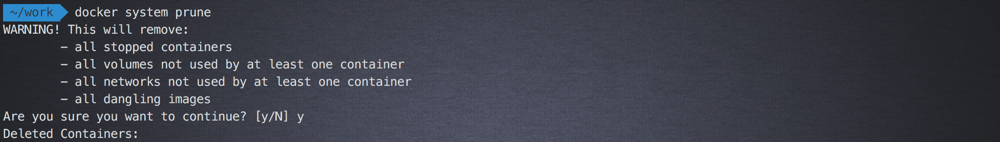 ~/work docker system prune
WARNING! This will remove:
- all stopped containers
- all volumes not used by at least one container
- all networks not used by at least one container
- all dangling images
Are you sure you want to continue? [y/N] y
Deleted Containers: